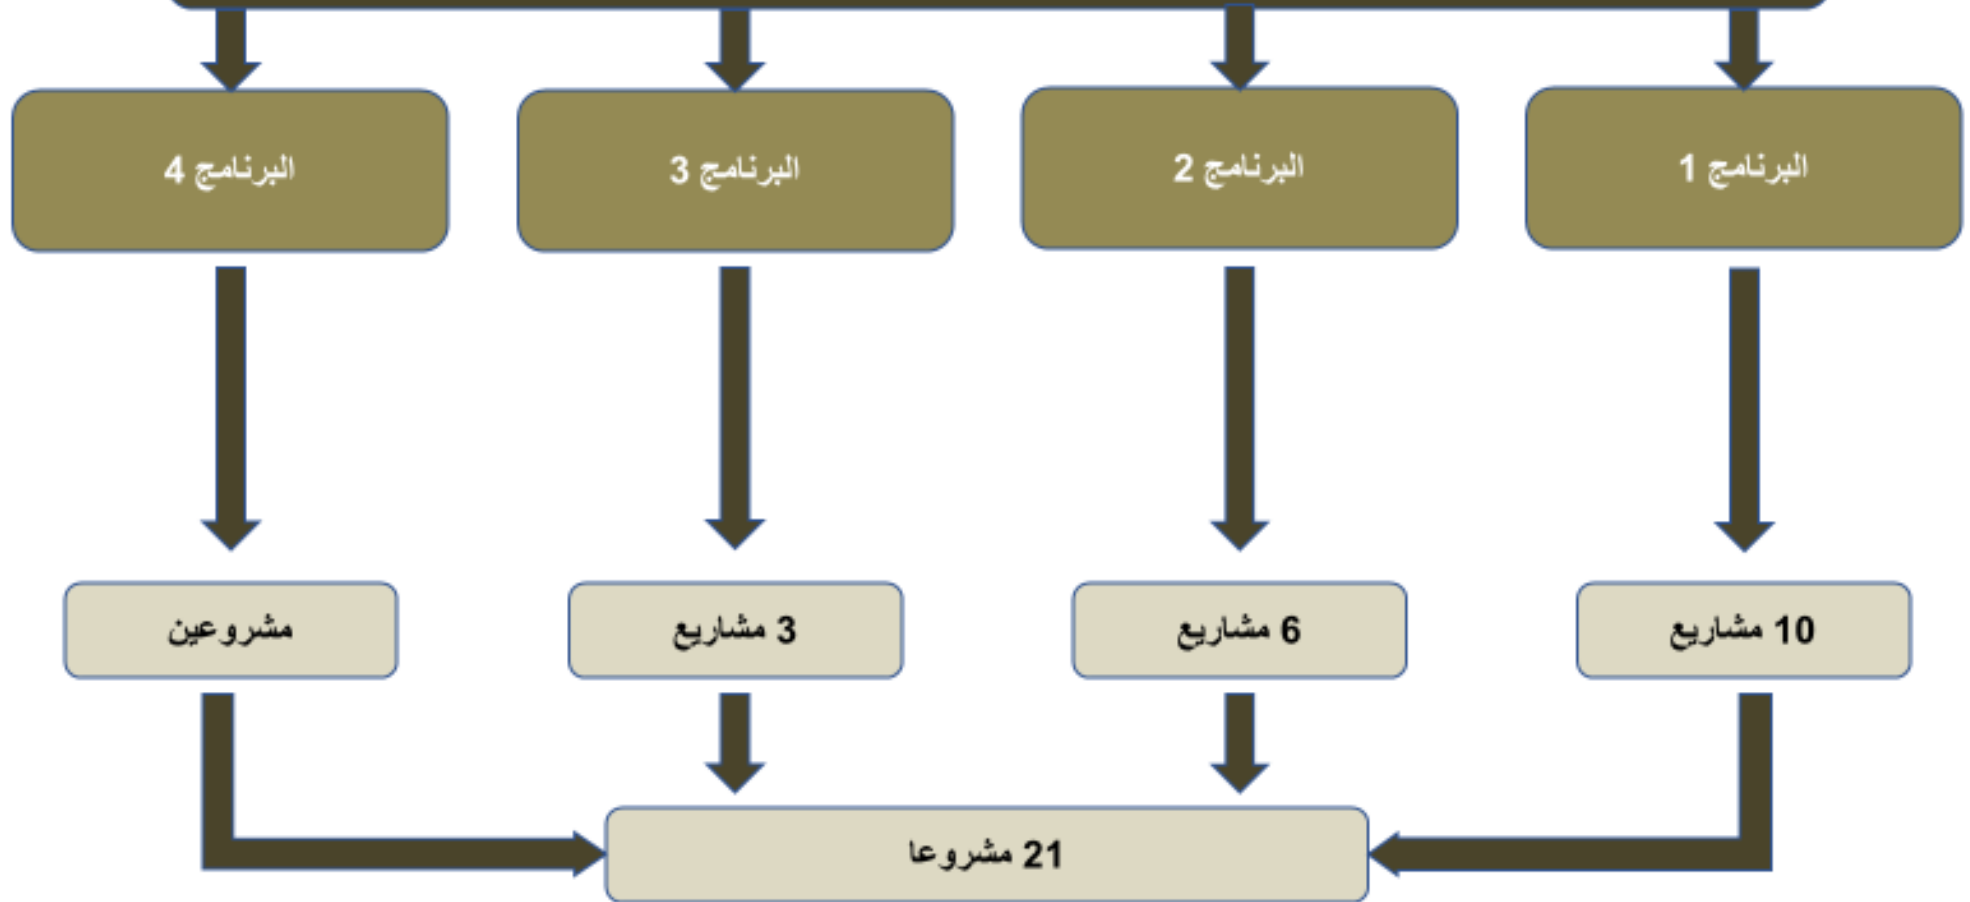 البرنامج 1
البرنامج 2
البرنامج 3
البرنامج 4
10 مشاريع
6 مشاريع
3 مشاريع
مشروعين
21 مشروعا